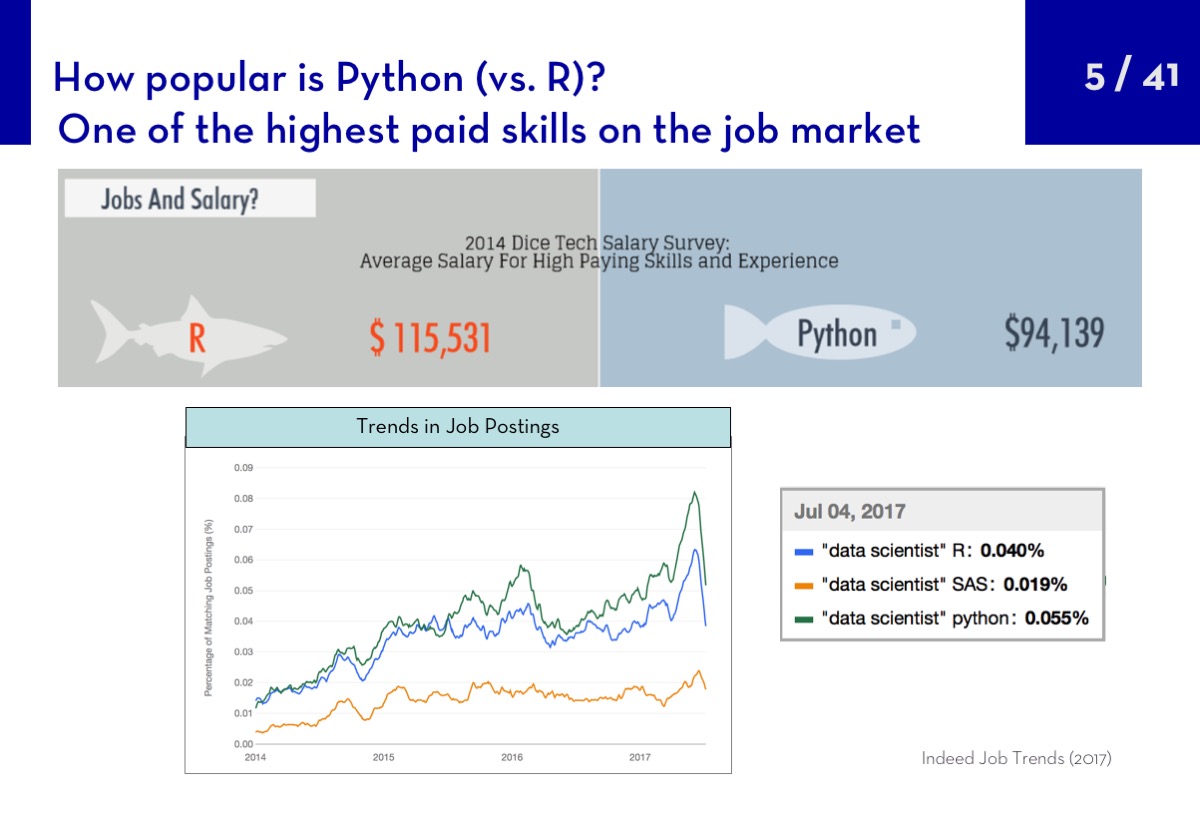 How popular is Python (vs. R)?
5 / 41
One of the highest paid skills on the job market
Jobs And Salary?
2014 Dice Tech Salary Survey:
Average Salary For High Paying Skills and Experience
R
$ 115,531
Python
$94,139
Trends in Job Postings
Percentage of Matching Job Postings (%)
0.09
0.08
0.07
0.06
0.05
0.04
0.03
0.02
0.01
0.00
2014
2015
2016
2017
Jul 04, 2017
"data scientist" R: 0.040%
"data scientist" SAS: 0.019%
"data scientist" python: 0.055%
Indeed Job Trends (2017)